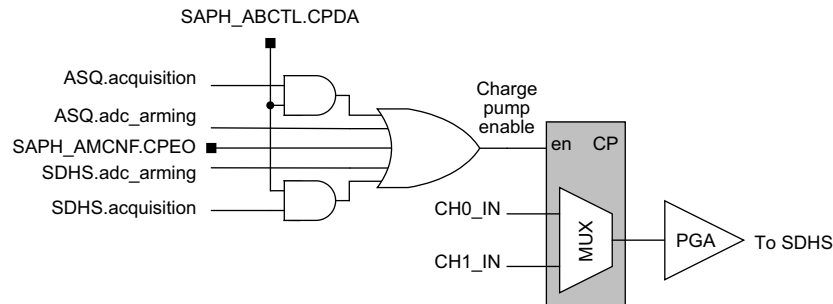 SAPH_ABCTL.CPDA
ASQ.acquisition
ASQ.adc_arming
SAPH_AMCNF.CPEO
SDHS.adc_arming
SDHS.acquisition
Charge
pump
enable
en CP
CH0_IN
CH1_IN
MUX
PGA
To SDHS